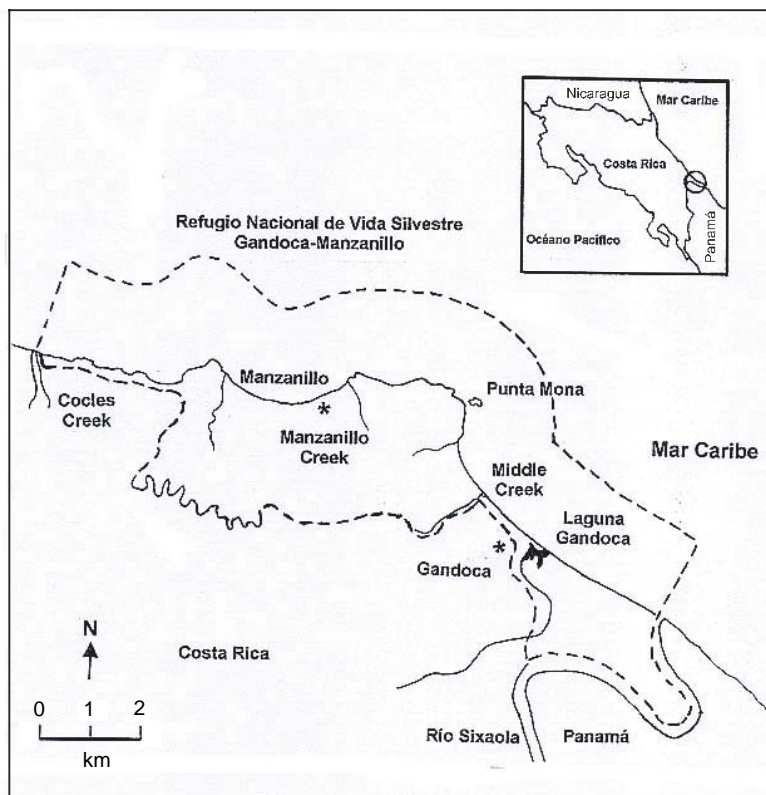 Nicaragua
Mar Caribe
Costa Rica
Océano Pacífico
Panamá
Refugio Nacional de Vida Silvestre
Gandoca-Manzanillo
Cocles
Creek
Manzanillo
*
Manzanillo
Creek
Punta Mona
Mar Caribe
Middle
Creek
Laguna
Gandoca
*
Gandoca
N
Costa Rica
0 1 2
km
Río Sixaola
Panamá